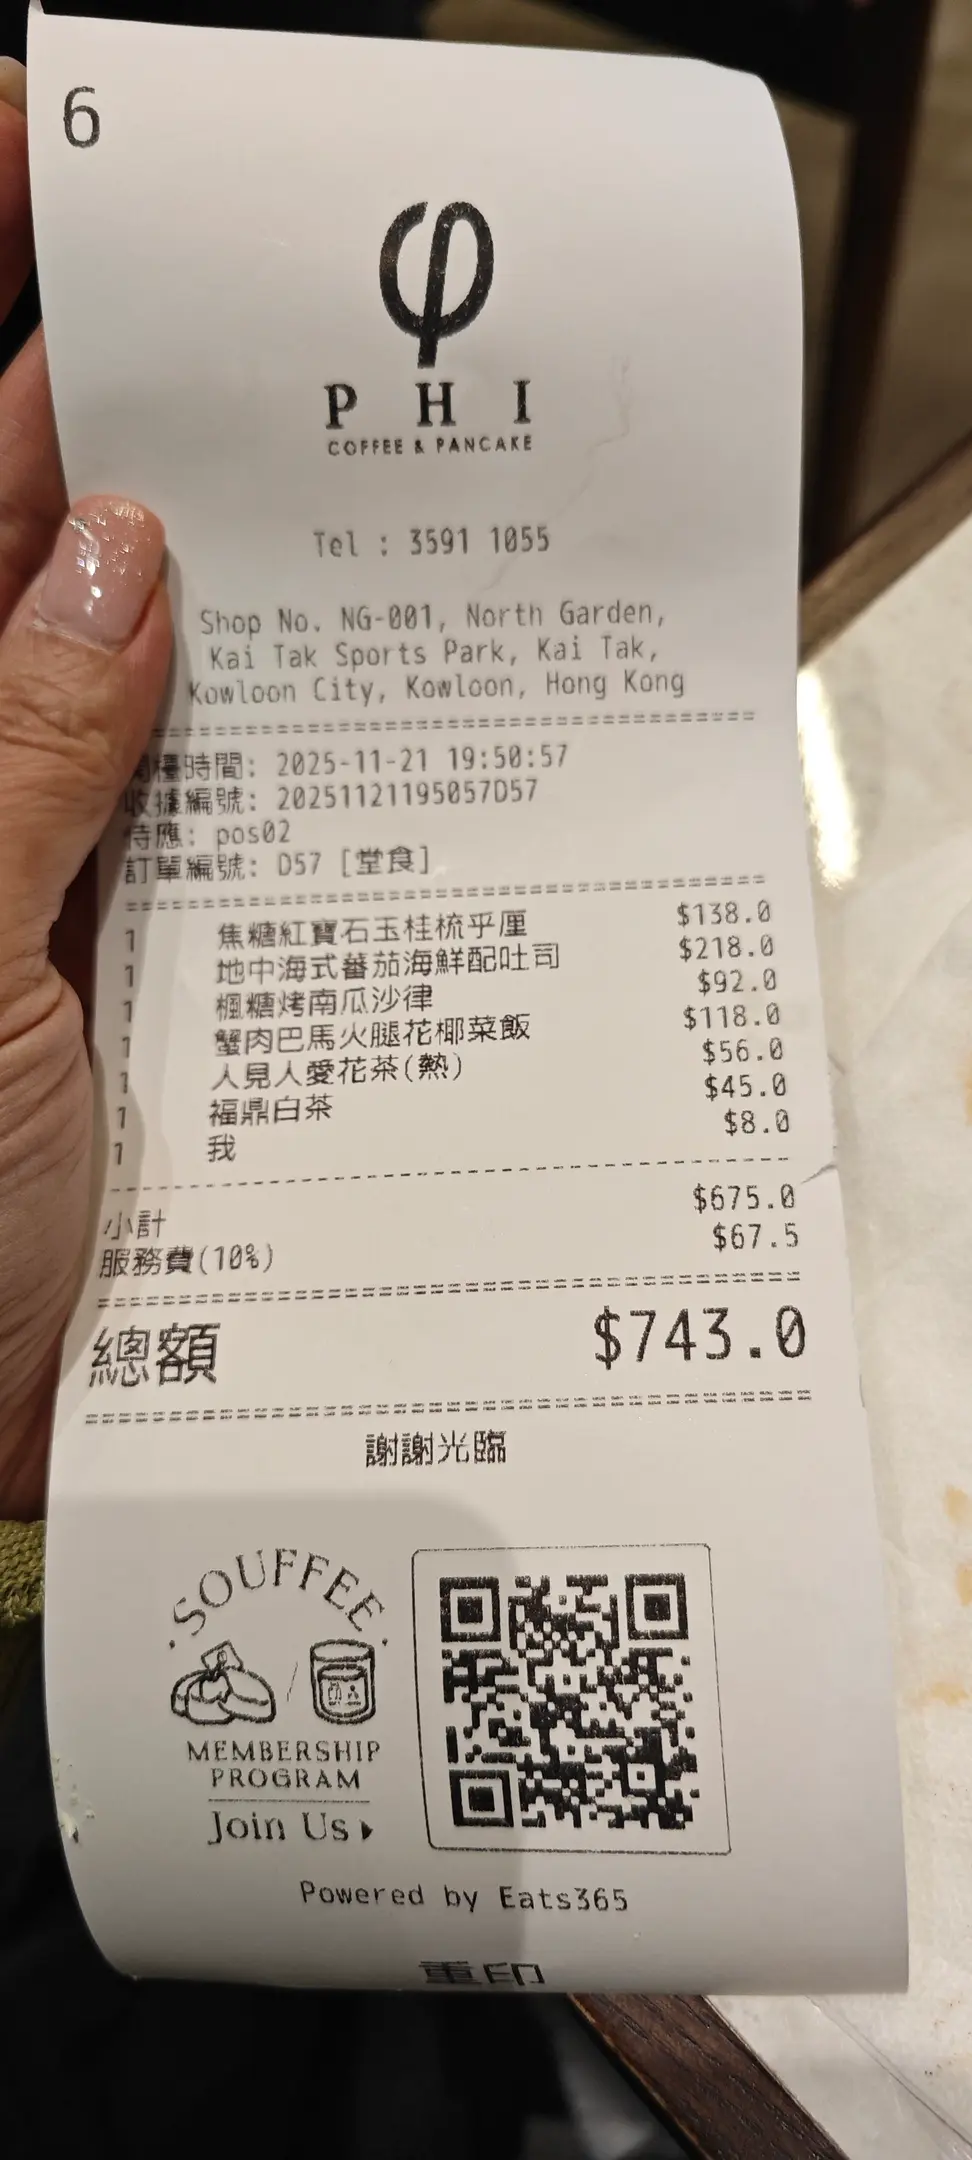 6
φ
PHI
COFFEE & PANCAKE
Tel : 3591 1055
Shop No. NG-001, North Garden,
Kai Tak Sports Park, Kai Tak,
Kowloon City, Kowloon, Hong Kong
開檯時間: 2025-11-21 19:50:57
收據編號: 20251121195057D57
侍應: pos02
訂單編號: D57 [堂食]
1 焦糖紅寶石玉桂梳乎厘 $138.0
1 地中海式蕃茄海鮮配吐司 $218.0
1 楓糖烤南瓜沙律 $92.0
1 蟹肉巴馬火腿花椰菜飯 $118.0
1 人見人愛花茶(熱) $56.0
1 福鼎白茶 $45.0
1 我 $8.0
小計 $675.0
服務費(10%) $67.5
總額 $743.0
謝謝光臨
SOUFFEE
MEMBERSHIP
PROGRAM
Join Us
Powered by Eats365
重印